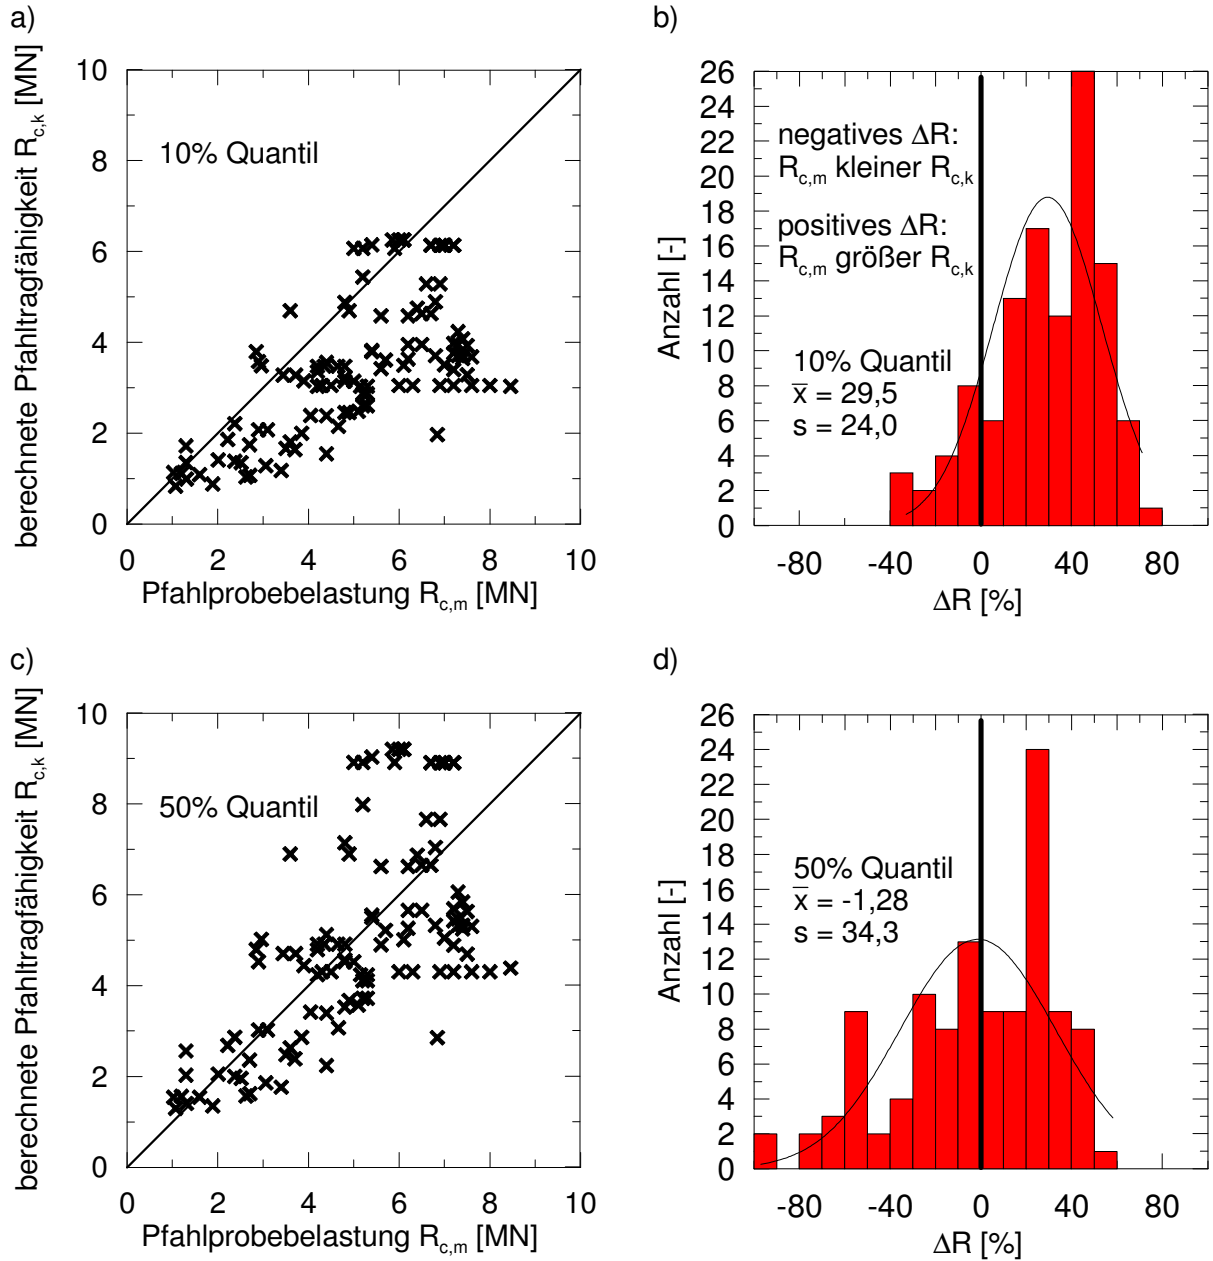 a)
berechnete Pfahltragfähigkeit R_c,k [MN]
10
8
6
4
2
0
10% Quantil
0 2 4 6 8 10
Pfahlprobebelastung R_c,m [MN]
b)
Anzahl [-]
26
24
22
20
18
16
14
12
10
8
6
4
2
0
negatives ΔR:
R_c,m kleiner R_c,k
positives ΔR:
R_c,m größer R_c,k
10% Quantil
x̅ = 29,5
s = 24,0
-80 -40 0 40 80
ΔR [%]
c)
berechnete Pfahltragfähigkeit R_c,k [MN]
10
8
6
4
2
0
50% Quantil
0 2 4 6 8 10
Pfahlprobebelastung R_c,m [MN]
d)
Anzahl [-]
26
24
22
20
18
16
14
12
10
8
6
4
2
0
50% Quantil
x̅ = -1,28
s = 34,3
-80 -40 0 40 80
ΔR [%]